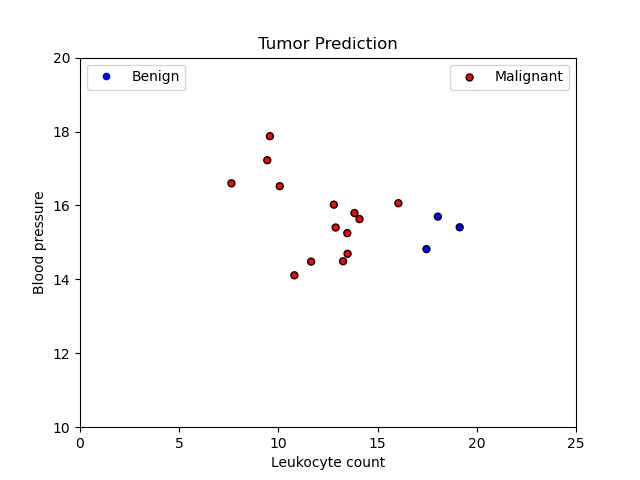 Tumor Prediction
Benign
Malignant
Blood pressure
20
18
16
14
12
10
0 5 10 15 20 25
Leukocyte count